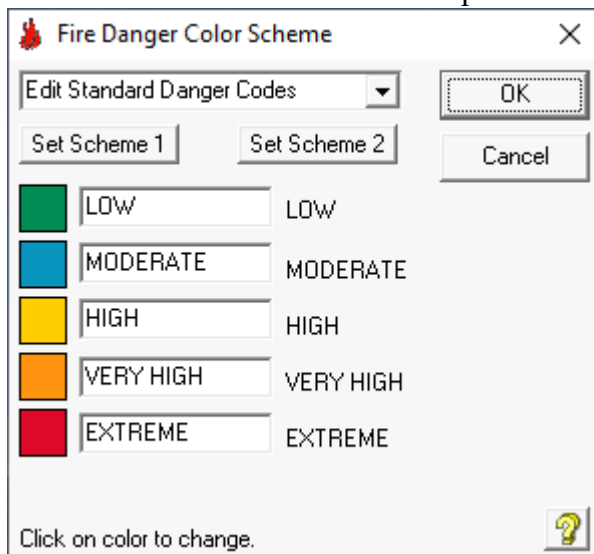 Fire Danger Color Scheme
Edit Standard Danger Codes
OK
Set Scheme 1 Set Scheme 2
Cancel
LOW LOW
MODERATE MODERATE
HIGH HIGH
VERY HIGH VERY HIGH
EXTREME EXTREME
Click on color to change.
?